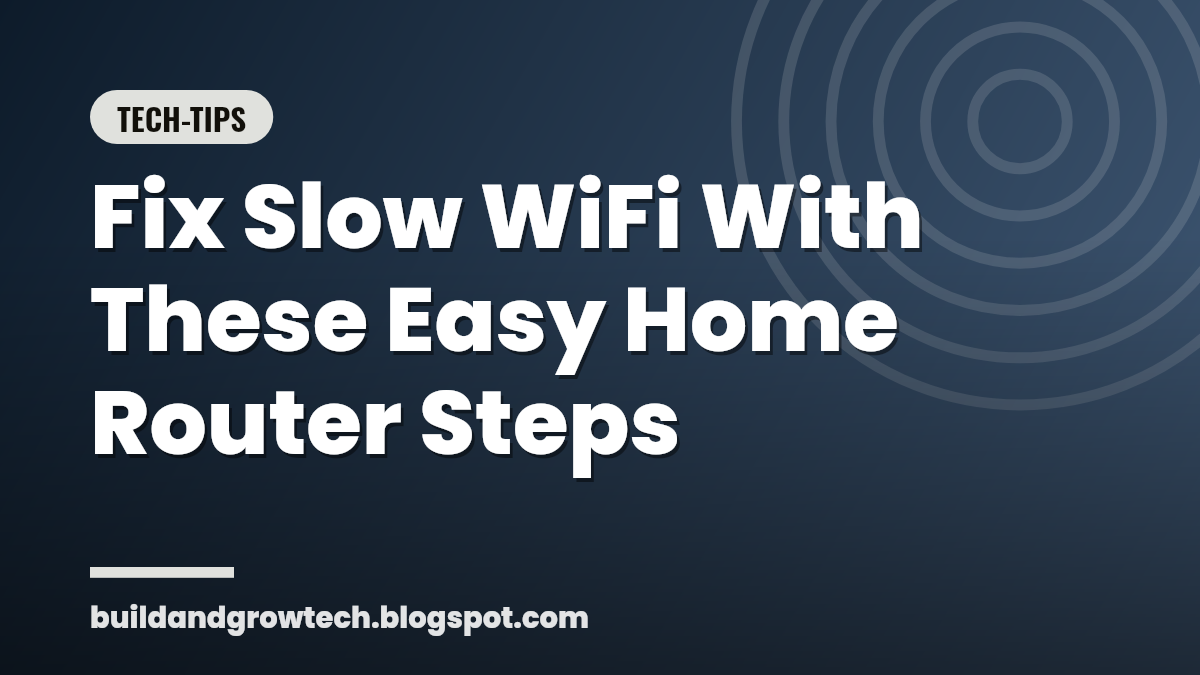 TECH-TIPS
Fix Slow WiFi With
These Easy Home
Router Steps
buildandgrowtech.blogspot.com